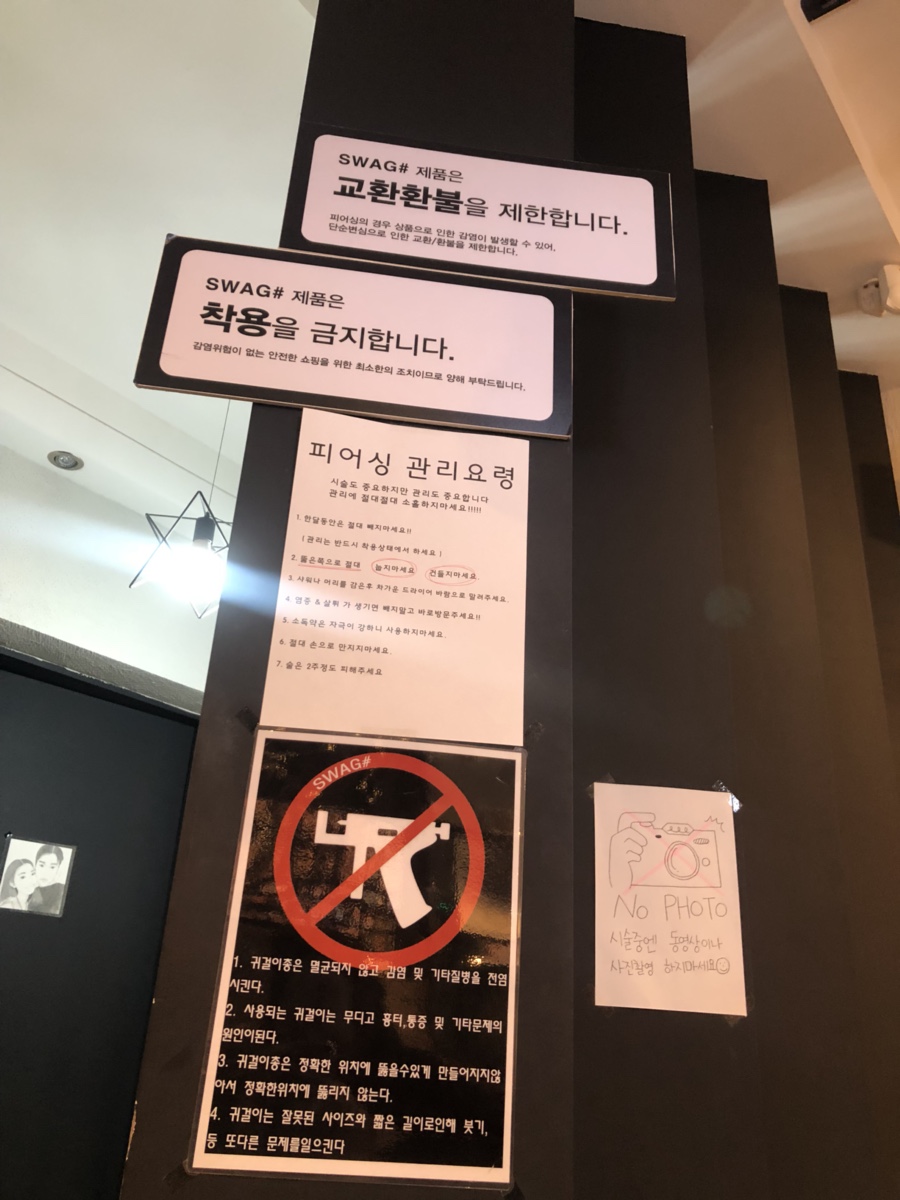 SWAG# 제품은
교환환불을 제한합니다.
피어싱의 경우 상품으로 인한 감염이 발생할 수 있어,
단순변심으로 인한 교환/환불을 제한합니다.
SWAG# 제품은
착용을 금지합니다.
감염위험이 없는 안전한 쇼핑을 위한 최소한의 조치이므로 양해 부탁드립니다.
피어싱 관리요령
시술도 중요하지만 관리도 중요합니다
관리에 절대절대 소홀하지마세요!!!!!
1. 한달동안은 절대 빼지마세요!!
( 관리는 반드시 착용상태에서 하세요 )
2. 뚫은쪽으로 절대 눕지마세요 건들지마세요
3. 샤워나 머리를 감은후 차가운 드라이어 바람으로 말려주세요.
4. 염증 & 살튀 가 생기면 빼지말고 바로방문주세요!!
5. 소독약은 자극이 강하니 사용하지마세요.
6. 절대 손으로 만지지마세요.
7. 술은 2주정도 피해주세요
SWAG#
1. 귀걸이총은 멸균되지 않고 감염 및 기타질병을 전염
시킨다.
2. 사용되는 귀걸이는 무디고 흉터,통증 및 기타문제의
원인이된다.
3. 귀걸이총은 정확한 위치에 뚫을수있게 만들어지지않
아서 정확한위치에 뚫리지 않는다.
4. 귀걸이는 잘못된 사이즈와 짧은 길이로인해 붓기,
등 또다른 문제를일으킨다
NO PHOTO
시술중엔 동영상이나
사진촬영 하지마세요